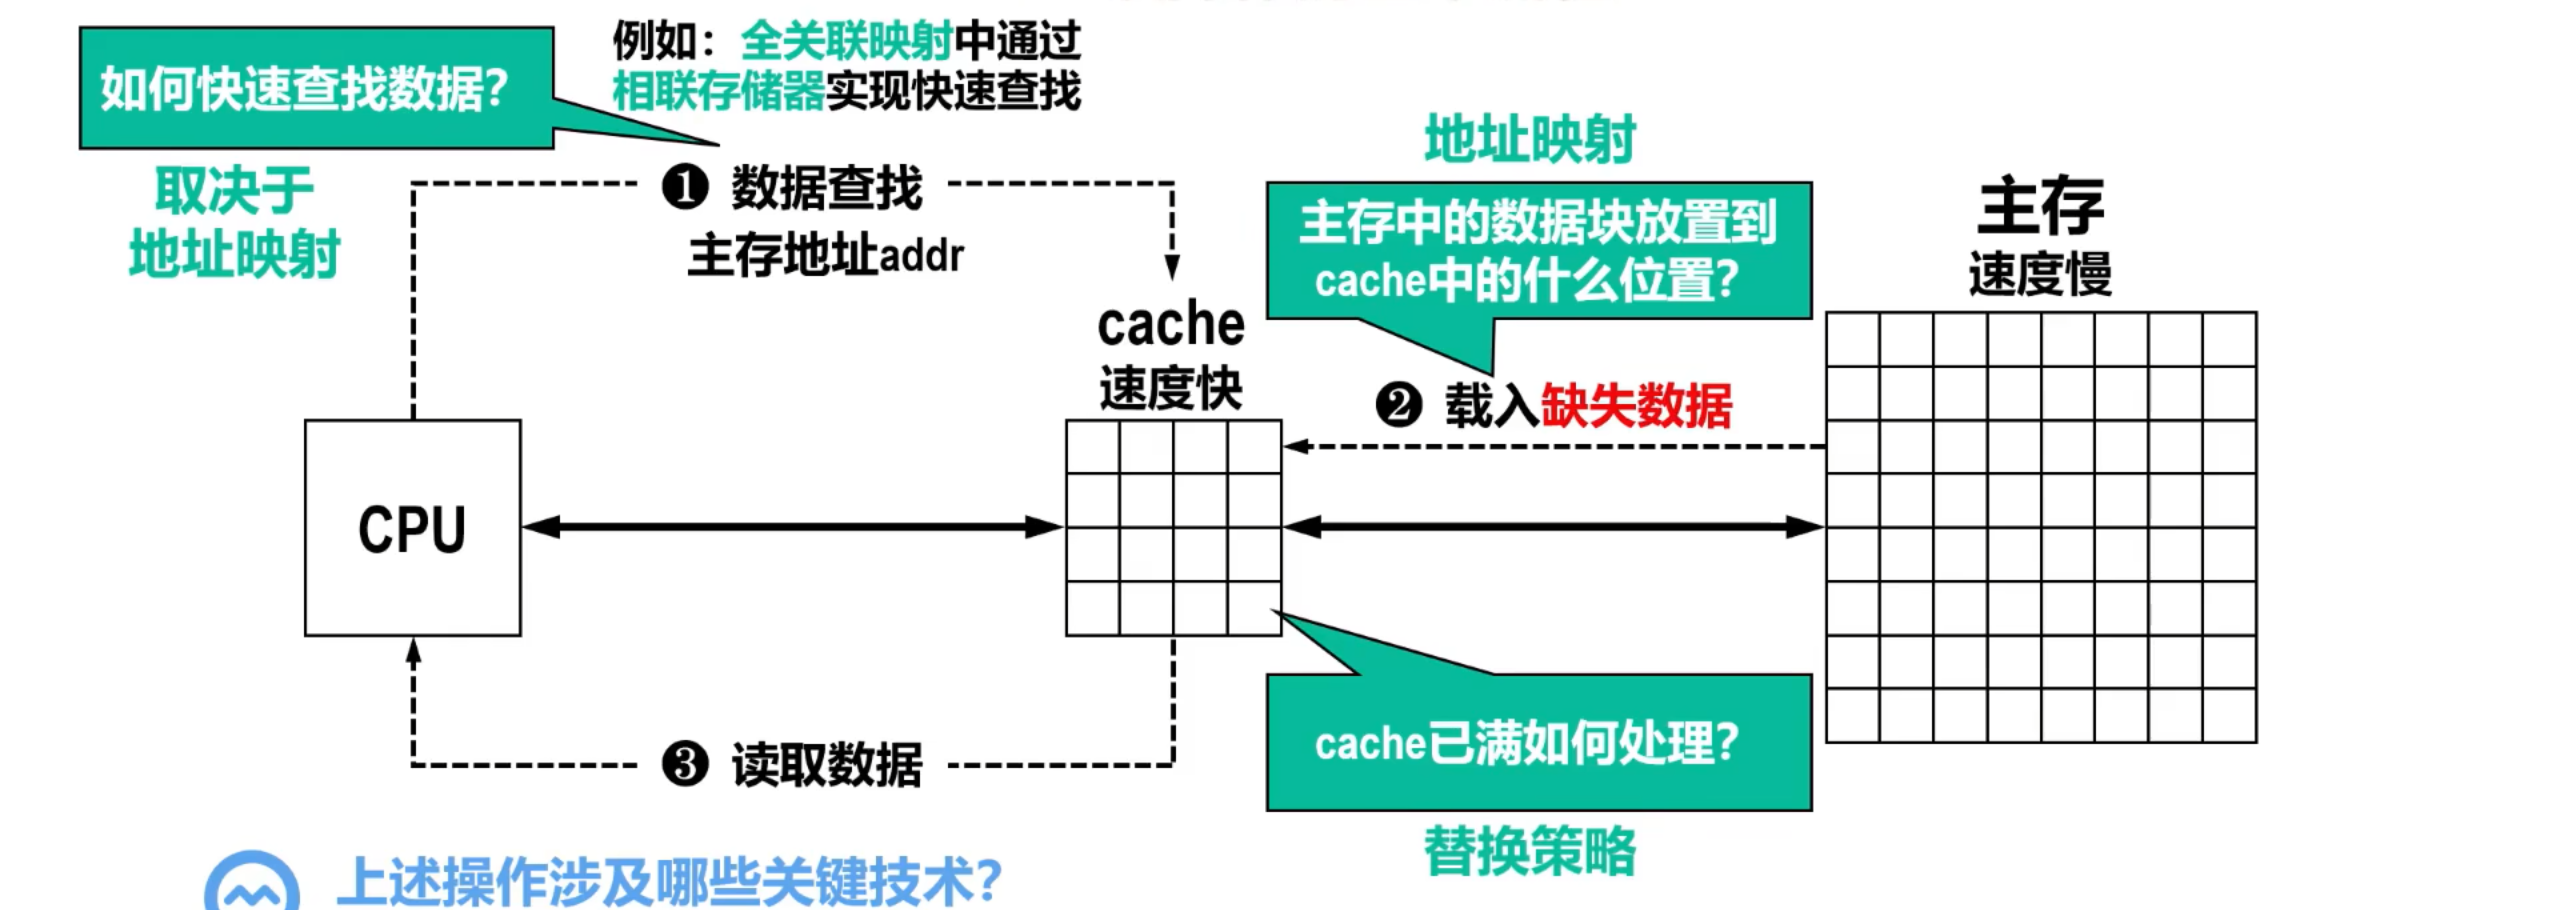 如何快速查找数据？
例如：全关联映射中通过
相联存储器实现快速查找
取决于
地址映射
❶ 数据查找
主存地址addr
地址映射
主存中的数据块放置到
cache中的什么位置？
主存
速度慢
cache
速度快
❷ 载入缺失数据
CPU
cache已满如何处理？
❸ 读取数据
替换策略
上述操作涉及哪些关键技术？